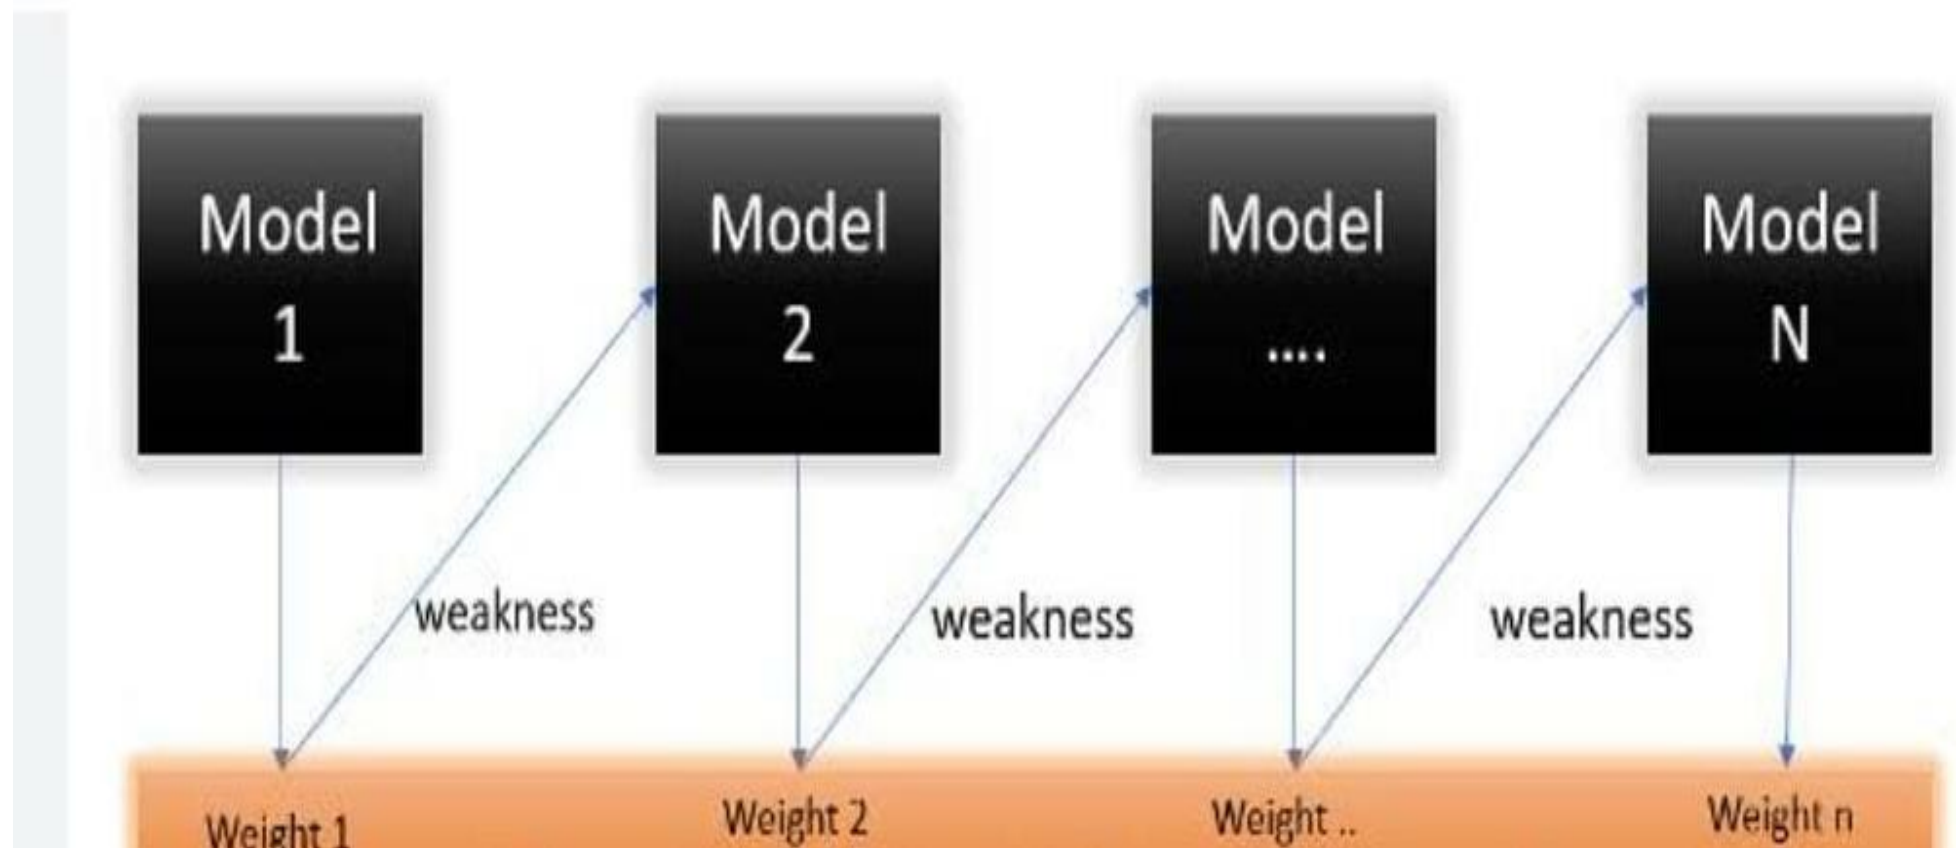 Model
1
Model
2
Model
....
Model
N
weakness
weakness
weakness
Weight 1
Weight 2
Weight ..
Weight n